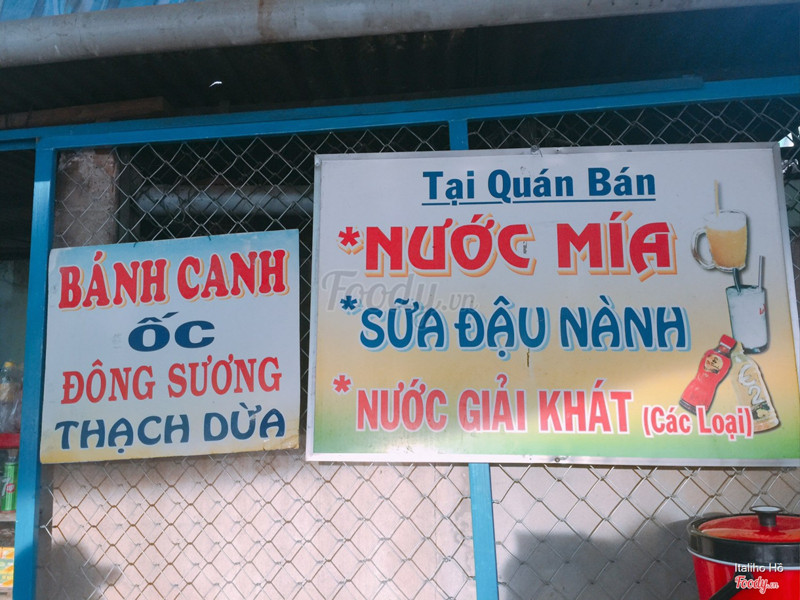 BÁNH CANH
ỐC
ĐÔNG SƯƠNG
THẠCH DỪA
Tại Quán Bán
*NƯỚC MÍA
*SỮA ĐẬU NÀNH
*NƯỚC GIẢI KHÁT (Các Loại)
Foody.vn
Italiho Hồ
Foody.vn